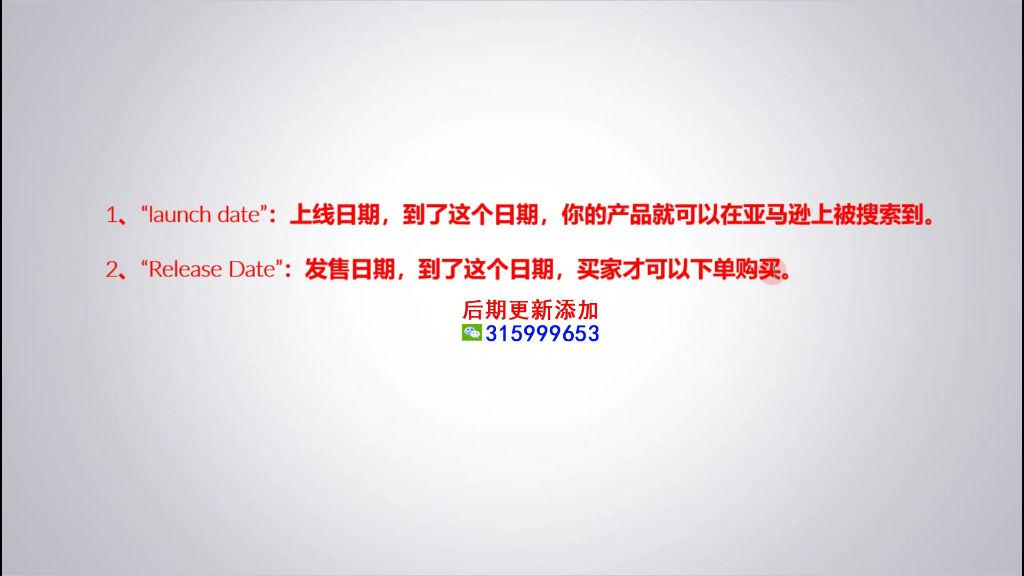 1、“launch date”：上线日期，到了这个日期，你的产品就可以在亚马逊上被搜索到。
2、“Release Date”：发售日期，到了这个日期，买家才可以下单购买。
后期更新添加
315999653